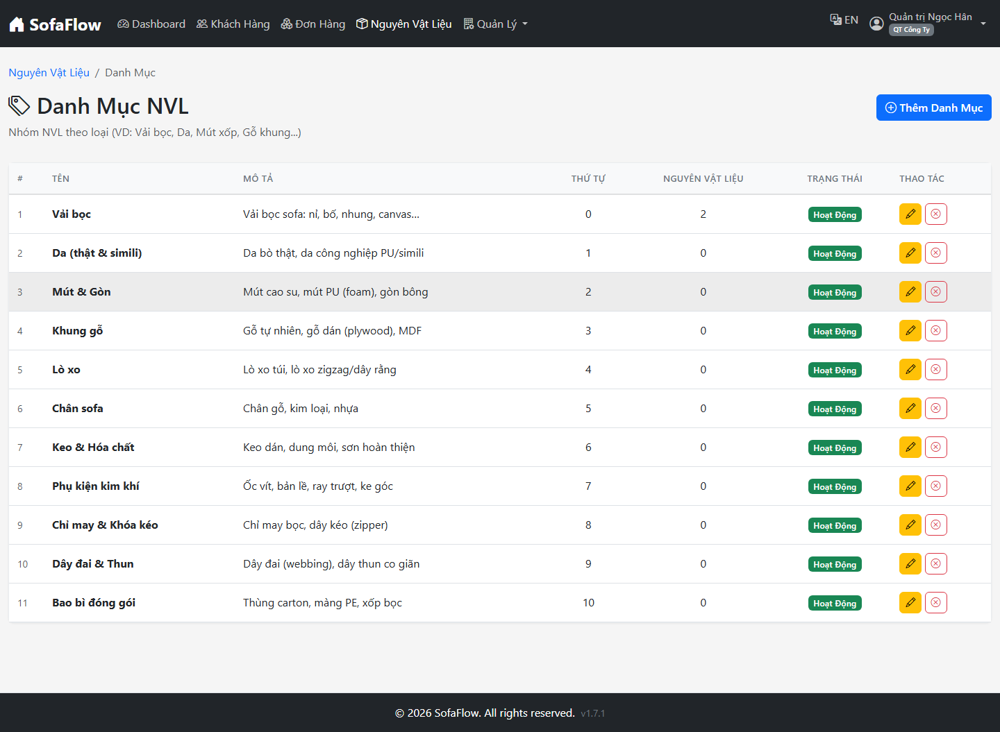 SofaFlow
Dashboard
Khách Hàng
Đơn Hàng
Nguyên Vật Liệu
Quản Lý
EN
Quản trị Ngọc Hân
QT Công Ty
Nguyên Vật Liệu / Danh Mục
Danh Mục NVL
Thêm Danh Mục
Nhóm NVL theo loại (VD: Vải bọc, Da, Mút xốp, Gỗ khung...)
# TÊN MÔ TẢ THỨ TỰ NGUYÊN VẬT LIỆU TRẠNG THÁI THAO TÁC
1 Vải bọc Vải bọc sofa: nỉ, bố, nhung, canvas... 0 2 Hoạt Động
2 Da (thật & simili) Da bò thật, da công nghiệp PU/simili 1 0 Hoạt Động
3 Mút & Gòn Mút cao su, mút PU (foam), gòn bông 2 0 Hoạt Động
4 Khung gỗ Gỗ tự nhiên, gỗ dán (plywood), MDF 3 0 Hoạt Động
5 Lò xo Lò xo túi, lò xo zigzag/dây rằng 4 0 Hoạt Động
6 Chân sofa Chân gỗ, kim loại, nhựa 5 0 Hoạt Động
7 Keo & Hóa chất Keo dán, dung môi, sơn hoàn thiện 6 0 Hoạt Động
8 Phụ kiện kim khí Ốc vít, bản lề, ray trượt, ke góc 7 0 Hoạt Động
9 Chỉ may & Khóa kéo Chỉ may bọc, dây kéo (zipper) 8 0 Hoạt Động
10 Dây đai & Thun Dây đai (webbing), dây thun co giãn 9 0 Hoạt Động
11 Bao bì đóng gói Thùng carton, màng PE, xốp bọc 10 0 Hoạt Động
© 2026 SofaFlow. All rights reserved. v1.7.1